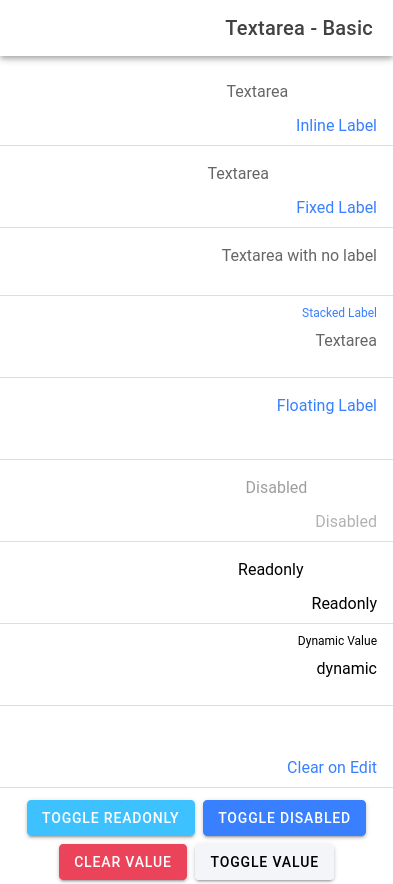 Textarea - Basic
Textarea
Inline Label
Textarea
Fixed Label
Textarea with no label
Stacked Label
Textarea
Floating Label
Disabled
Disabled
Readonly
Readonly
Dynamic Value
dynamic
Clear on Edit
TOGGLE READONLY TOGGLE DISABLED
CLEAR VALUE TOGGLE VALUE